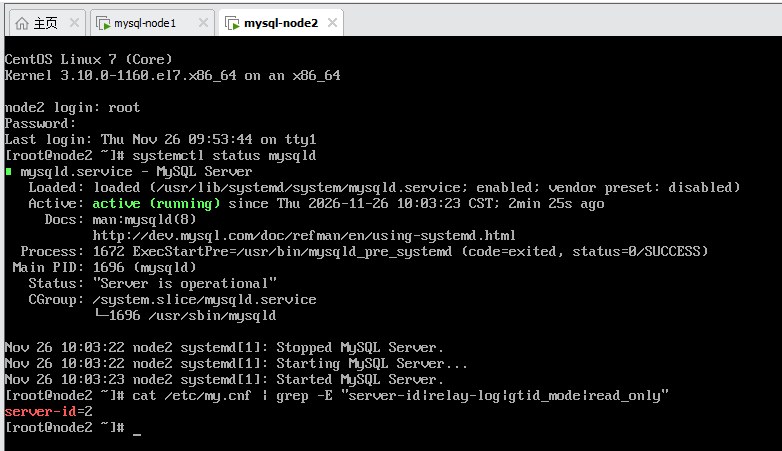 主页 mysql-node1 mysql-node2
CentOS Linux 7 (Core)
Kernel 3.10.0-1160.el7.x86_64 on an x86_64
node2 login: root
Password:
Last login: Thu Nov 26 09:53:44 on tty1
[root@node2 ~]# systemctl status mysqld
mysqld.service - MySQL Server
Loaded: loaded (/usr/lib/systemd/system/mysqld.service; enabled; vendor preset: disabled)
Active: active (running) since Thu 2026-11-26 10:03:23 CST; 2min 25s ago
Docs: man:mysqld(8)
http://dev.mysql.com/doc/refman/en/using-systemd.html
Process: 1672 ExecStartPre=/usr/bin/mysqld_pre_systemd (code=exited, status=0/SUCCESS)
Main PID: 1696 (mysqld)
Status: "Server is operational"
CGroup: /system.slice/mysqld.service
└─1696 /usr/sbin/mysqld
Nov 26 10:03:22 node2 systemd[1]: Stopped MySQL Server.
Nov 26 10:03:22 node2 systemd[1]: Starting MySQL Server...
Nov 26 10:03:23 node2 systemd[1]: Started MySQL Server.
[root@node2 ~]# cat /etc/my.cnf | grep -E "server-id|relay-log|gtid_mode|read_only"
server-id=2
[root@node2 ~]# _